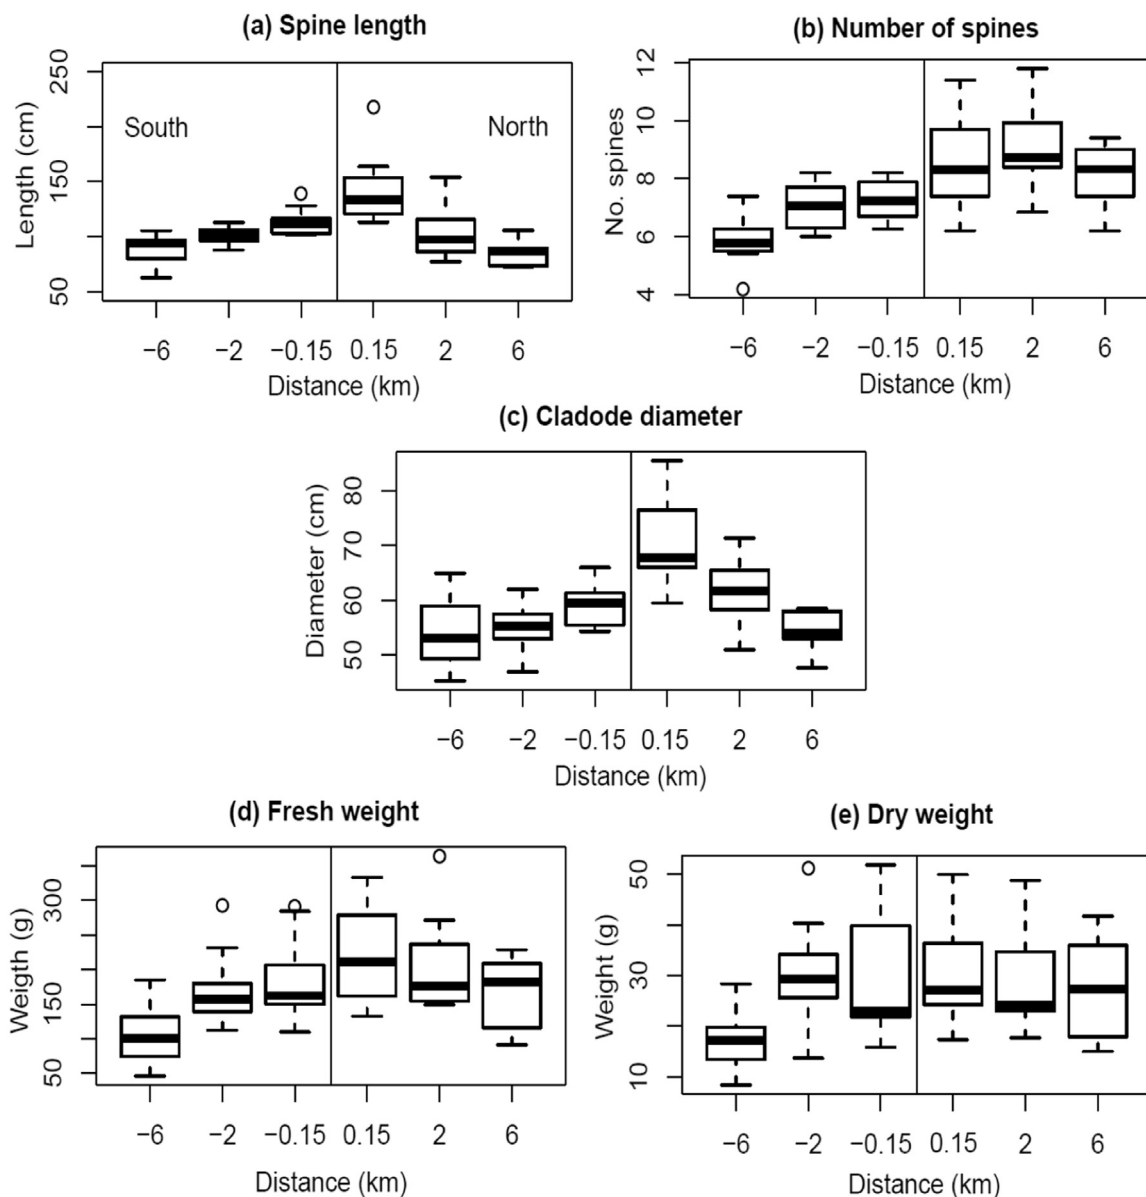 (a) Spine length
Length (cm)
250
150
50
South
North
−6 −2 −0.15 0.15 2 6
Distance (km)
(b) Number of spines
No. spines
12
10
8
6
4
−6 −2 −0.15 0.15 2 6
Distance (km)
(c) Cladode diameter
Diameter (cm)
80
70
60
50
−6 −2 −0.15 0.15 2 6
Distance (km)
(d) Fresh weight
Weigth (g)
300
150
50
−6 −2 −0.15 0.15 2 6
Distance (km)
(e) Dry weight
Weight (g)
50
30
10
−6 −2 −0.15 0.15 2 6
Distance (km)